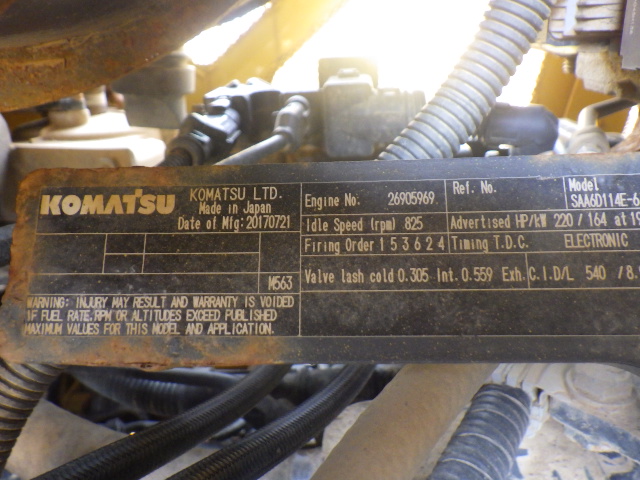 KOMATSU KOMATSU LTD.
Made in Japan
Date of Mfg: 20170721
M563
WARNING: INJURY MAY RESULT AND WARRANTY IS VOIDED
IF FUEL RATE.RPM OR ALTITUDES EXCEED PUBLISHED
MAXIMUM VALUES FOR THIS MODEL AND APPLICATION.
Engine No. 26905969. Ref. No. Model
SAA6D114E-6
Idle Speed (rpm) 825 Advertised HP/kW 220 / 164 at 19
Firing Order 1 5 3 6 2 4 Timing T.D.C. ELECTRONIC
Valve lash cold 0.305 Int. 0.559 Exh. C.I.D/L 540 / 8.